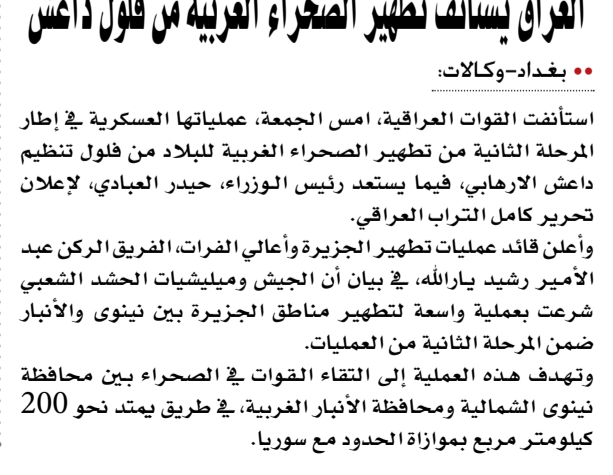 العراق يستأنف تطهير الصحراء الغربية من فلول داعش
•• بغداد-وكالات:
استأنفت القوات العراقية، امس الجمعة، عملياتها العسكرية في إطار
المرحلة الثانية من تطهير الصحراء الغربية للبلاد من فلول تنظيم
داعش الارهابي، فيما يستعد رئيس الوزراء، حيدر العبادي، لإعلان
تحرير كامل التراب العراقي.
وأعلن قائد عمليات تطهير الجزيرة وأعالي الفرات، الفريق الركن عبد
الأمير رشيد يارالله، في بيان أن الجيش وميليشيات الحشد الشعبي
شرعت بعملية واسعة لتطهير مناطق الجزيرة بين نينوى والأنبار
ضمن المرحلة الثانية من العمليات.
وتهدف هذه العملية إلى التقاء القوات في الصحراء بين محافظة
نينوى الشمالية ومحافظة الأنبار الغربية، في طريق يمتد نحو 200
كيلومتر مربع بموازاة الحدود مع سوريا.